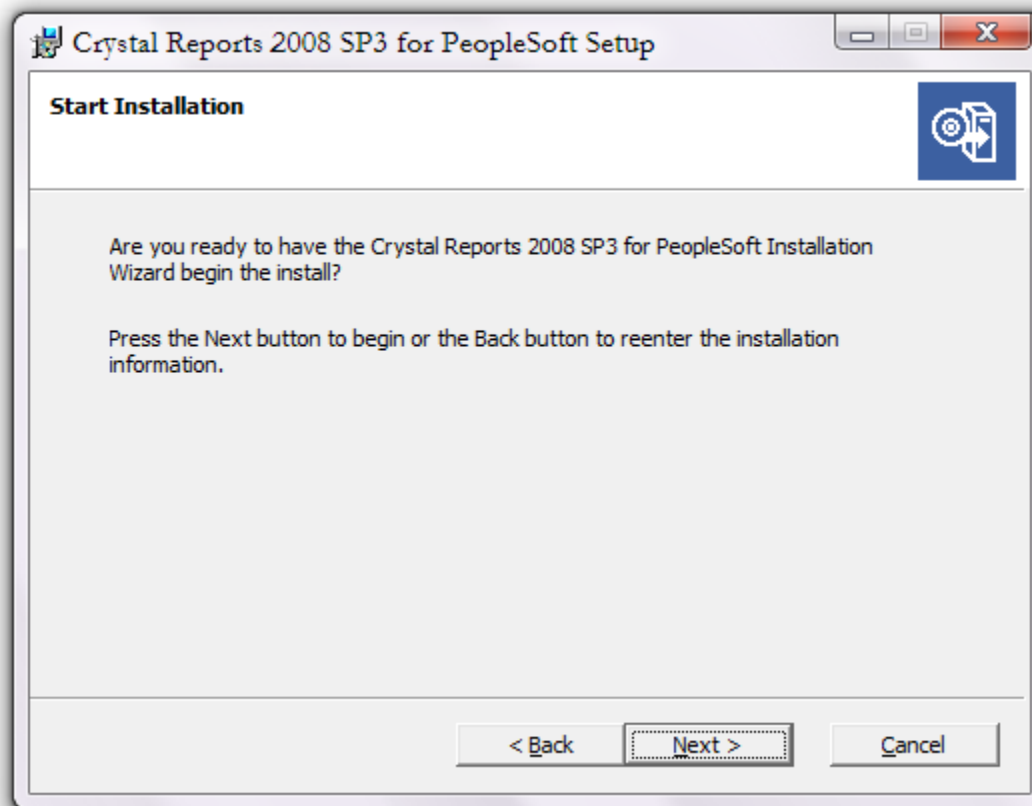 Crystal Reports 2008 SP3 for PeopleSoft Setup
Start Installation
Are you ready to have the Crystal Reports 2008 SP3 for PeopleSoft Installation
Wizard begin the install?
Press the Next button to begin or the Back button to reenter the installation
information.
< Back
Next >
Cancel